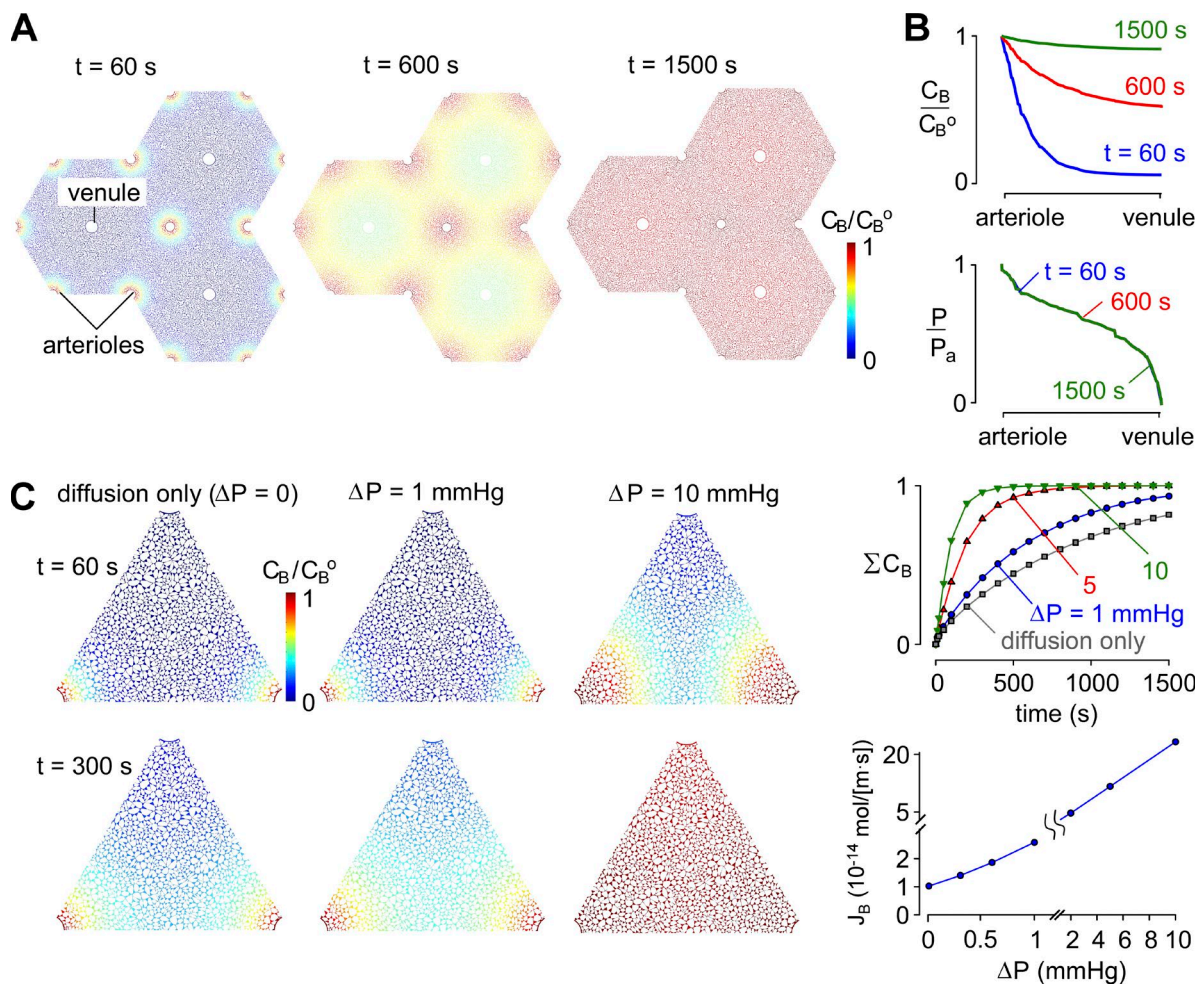 A
t = 60 s
t = 600 s
t = 1500 s
venule
arterioles
C_B/C_B^o
1
0
B
1
C_B
C_B^o
0
1500 s
600 s
t = 60 s
arteriole
venule
1
P
P_a
0
t = 60 s
600 s
1500 s
arteriole
venule
C
diffusion only (ΔP = 0)
ΔP = 1 mmHg
ΔP = 10 mmHg
t = 60 s
C_B/C_B^o
1
0
t = 300 s
1
ΣC_B
0
10
5
ΔP = 1 mmHg
diffusion only
0
500
1000
1500
time (s)
J_B (10^-14 mol/[m·s])
20
5
2
1
0
0
0.5
1
2
4
6
8
10
ΔP (mmHg)